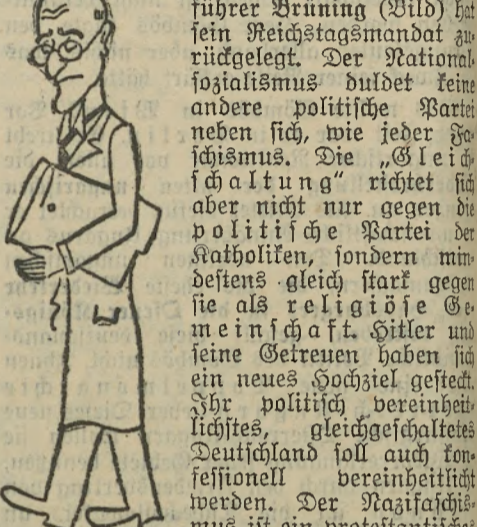 führer Brüning (Bild) hat
sein Reichstagsmandat zu-
rückgelegt. Der National-
sozialismus duldet keine
andere politische Partei
neben sich, wie jeder Fa-
schismus. Die „Gleich-
schaltung“ richtet sich
aber nicht nur gegen die
politische Partei der
Katholiken, sondern min-
destens gleich stark gegen
sie als religiöse Ge-
meinschaft. Hitler und
seine Getreuen haben sich
ein neues Hochziel gesteckt.
Ihr politisch vereinheit-
lichstes, gleichgeschaltetes
Deutschland soll auch kon-
fessionell vereinheitlicht
werden. Der Nazifaschis-
mus ist ein protestantisches